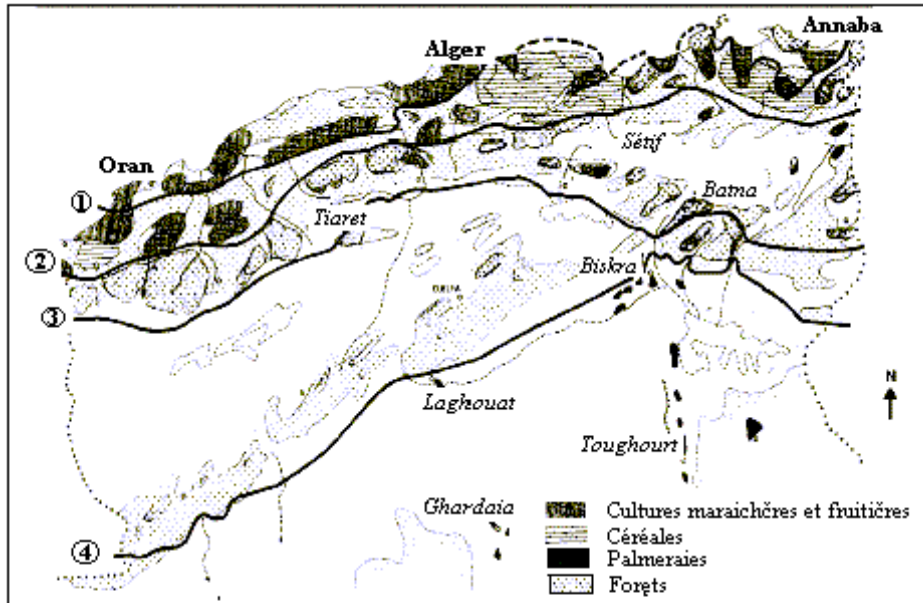 Annaba
Alger
Sétif
Oran
Batna
①
Tiaret
②
Biskra
③
N
Laghouat
Toughourt
Ghardaia
Cultures maraichčres et fruitičres
Céréales
Palmeraies
④
Foręts